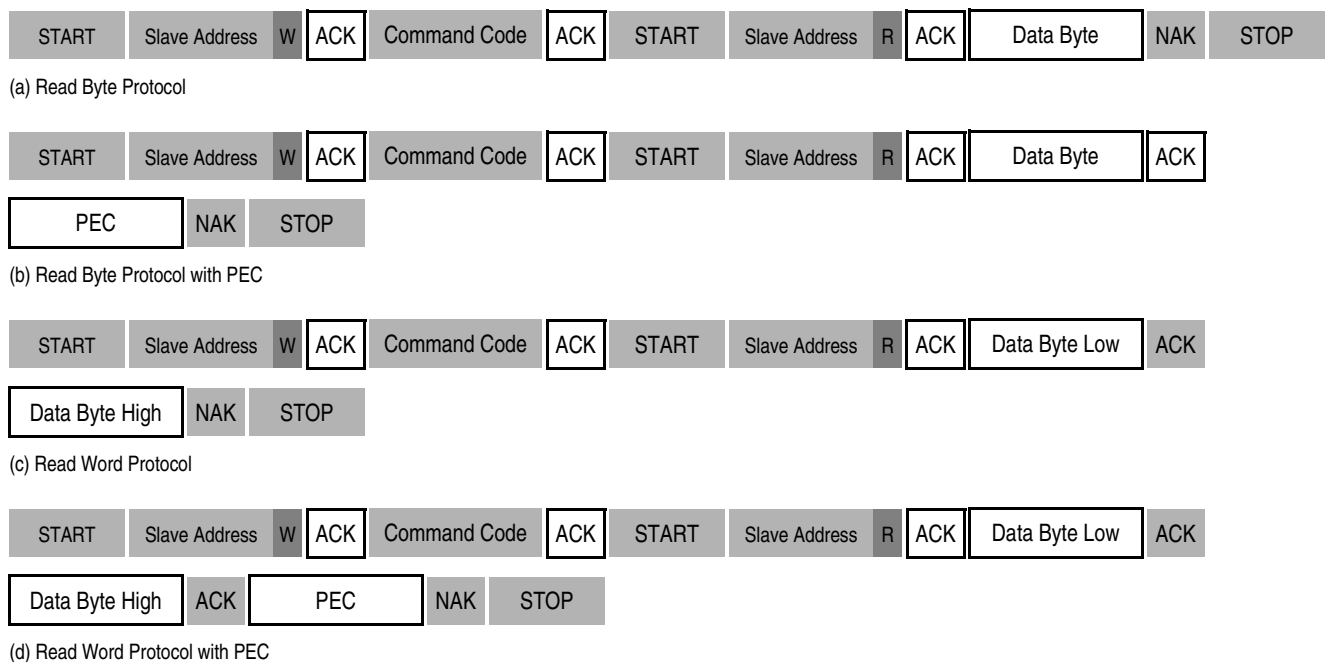 START Slave Address W ACK Command Code ACK START Slave Address R ACK Data Byte NAK STOP
(a) Read Byte Protocol
START Slave Address W ACK Command Code ACK START Slave Address R ACK Data Byte ACK
PEC NAK STOP
(b) Read Byte Protocol with PEC
START Slave Address W ACK Command Code ACK START Slave Address R ACK Data Byte Low ACK
Data Byte High NAK STOP
(c) Read Word Protocol
START Slave Address W ACK Command Code ACK START Slave Address R ACK Data Byte Low ACK
Data Byte High ACK PEC NAK STOP
(d) Read Word Protocol with PEC